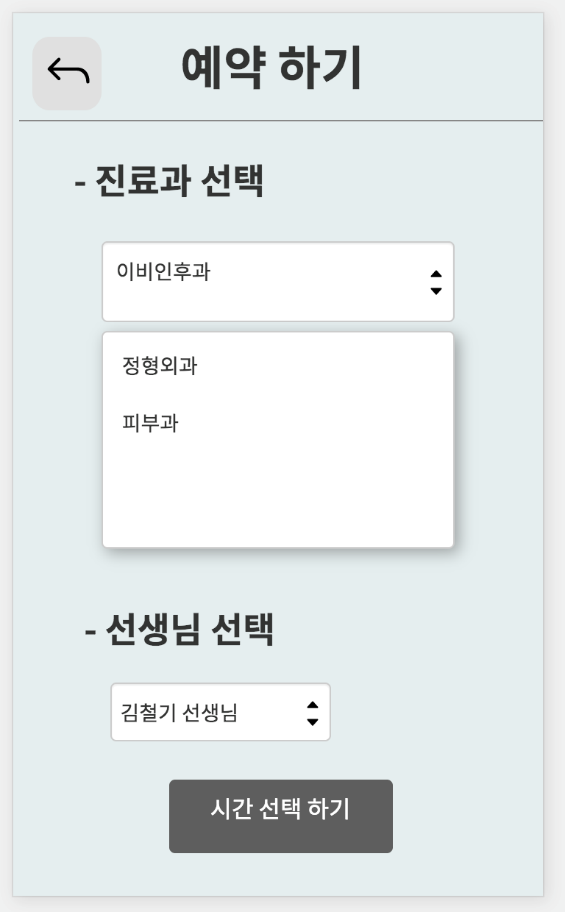 예약 하기
- 진료과 선택
이비인후과
정형외과
피부과
- 선생님 선택
김철기 선생님
시간 선택 하기